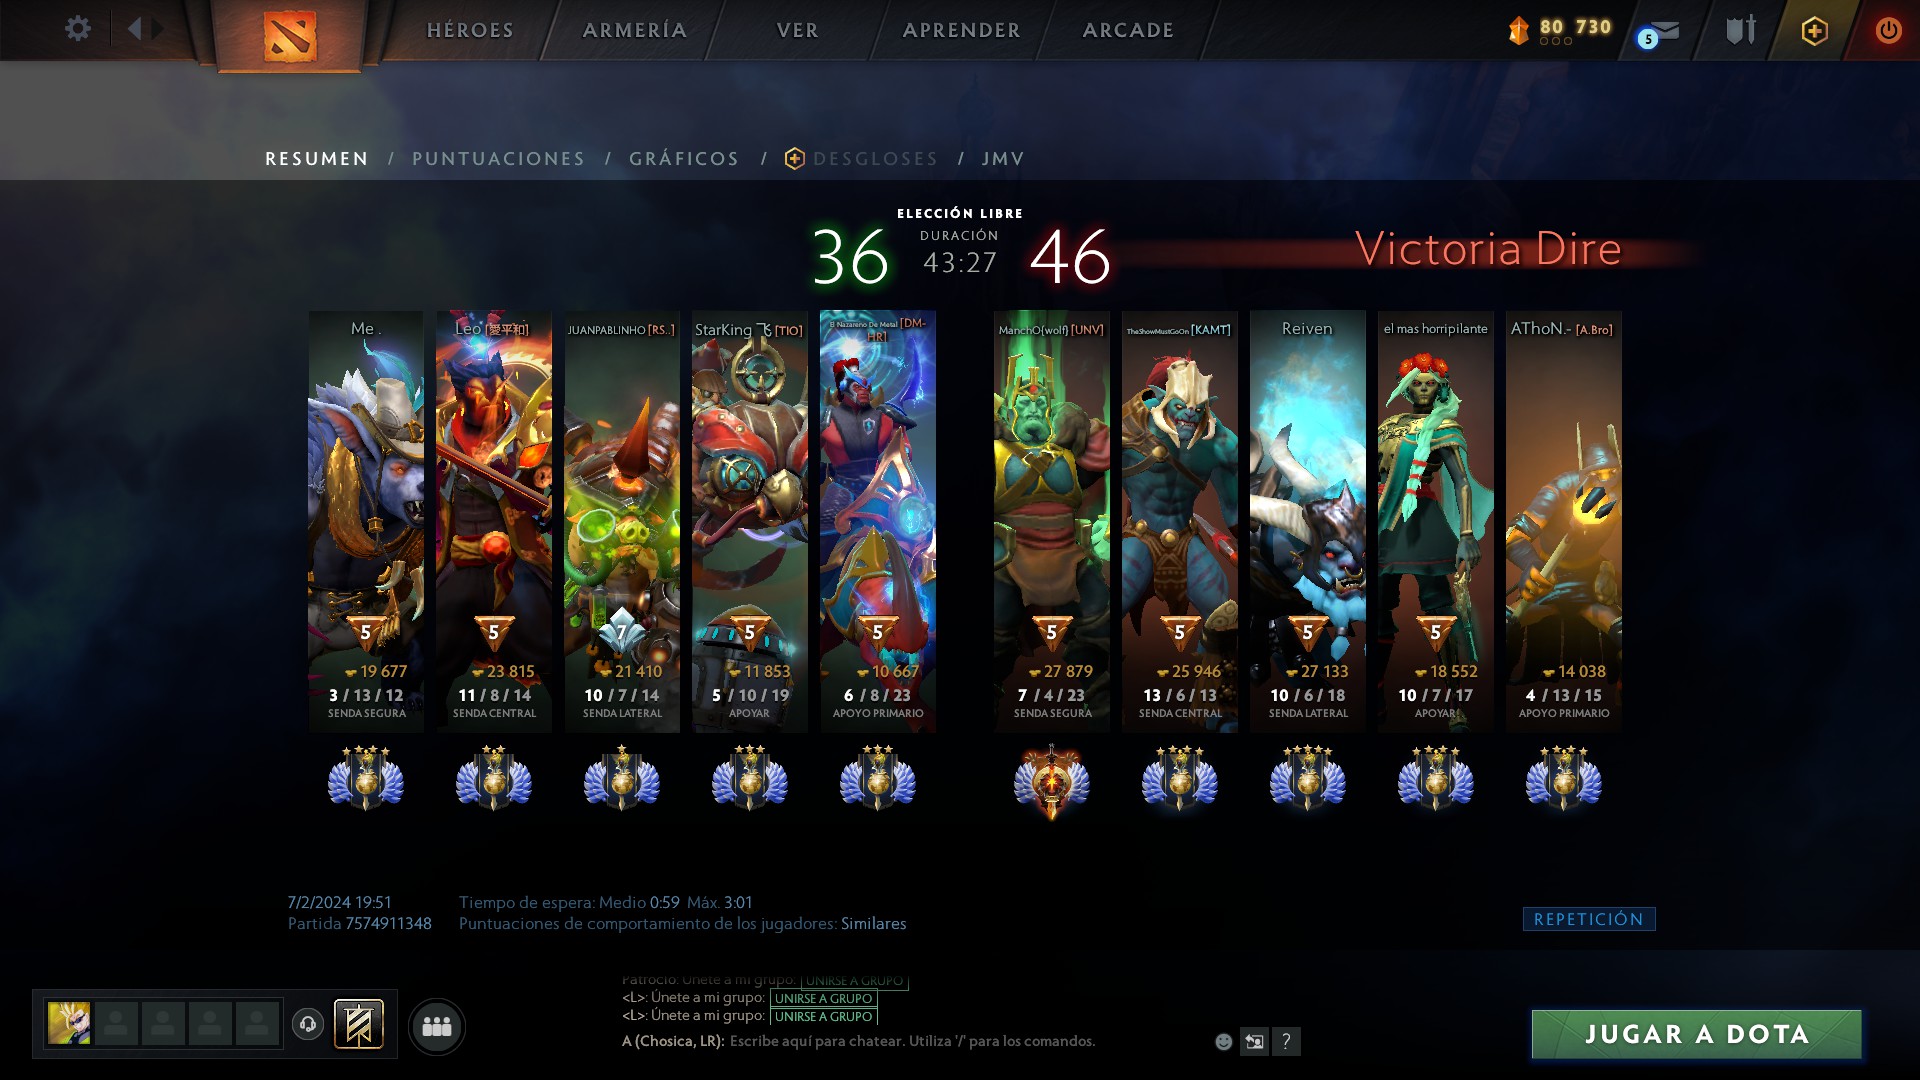 HÉROES
ARMERÍA
VER
APRENDER
ARCADE
80 730
5
RESUMEN / PUNTUACIONES / GRÁFICOS / DESGLOSES / JMV
ELECCIÓN LIBRE
36 DURACIÓN 46 Victoria Dire
43:27
Me .
Leo [愛平和]
JUANPABLINHO [RS..]
StarKing 飞 [TIO]
El Nazareno De Metal [DM-
HR]
ManchO{wolf} [UNV]
TheShowMustGoOn [KAMT]
Reiven
el mas horripilante
AThoN.- [A.Bro]
5 5 7 5 5 5 5 5 5
19 677 23 815 21 410 11 853 10 667 27 879 25 946 27 133 18 552 14 038
3 / 13 / 12 11 / 8 / 14 10 / 7 / 14 5 / 10 / 19 6 / 8 / 23 7 / 4 / 23 13 / 6 / 13 10 / 6 / 18 10 / 7 / 17 4 / 13 / 15
SENDA SEGURA SENDA CENTRAL SENDA LATERAL APOYAR APOYO PRIMARIO SENDA SEGURA SENDA CENTRAL SENDA LATERAL APOYAR APOYO PRIMARIO
7/2/2024 19:51 Tiempo de espera: Medio 0:59 Máx. 3:01
Partida 7574911348 Puntuaciones de comportamiento de los jugadores: Similares
REPETICIÓN
Patrocio: Únete a mi grupo: UNIRSE A GRUPO
<L>: Únete a mi grupo: UNIRSE A GRUPO
<L>: Únete a mi grupo: UNIRSE A GRUPO
A (Chosica, LR): Escribe aquí para chatear. Utiliza '/' para los comandos.
?
JUGAR A DOTA